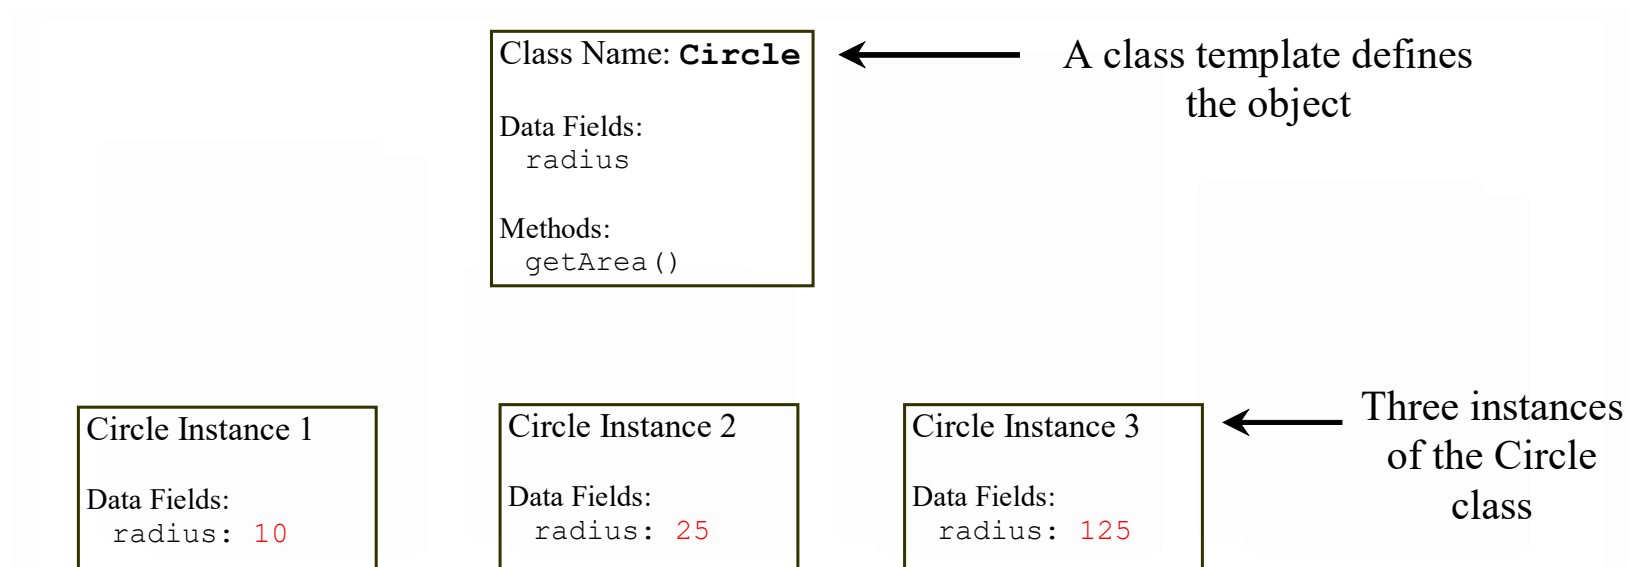 Class Name: Circle
A class template defines
the object
Data Fields:
radius
Methods:
getArea()
Circle Instance 1
Data Fields:
radius: 10
Circle Instance 2
Data Fields:
radius: 25
Circle Instance 3
Data Fields:
radius: 125
Three instances
of the Circle
class